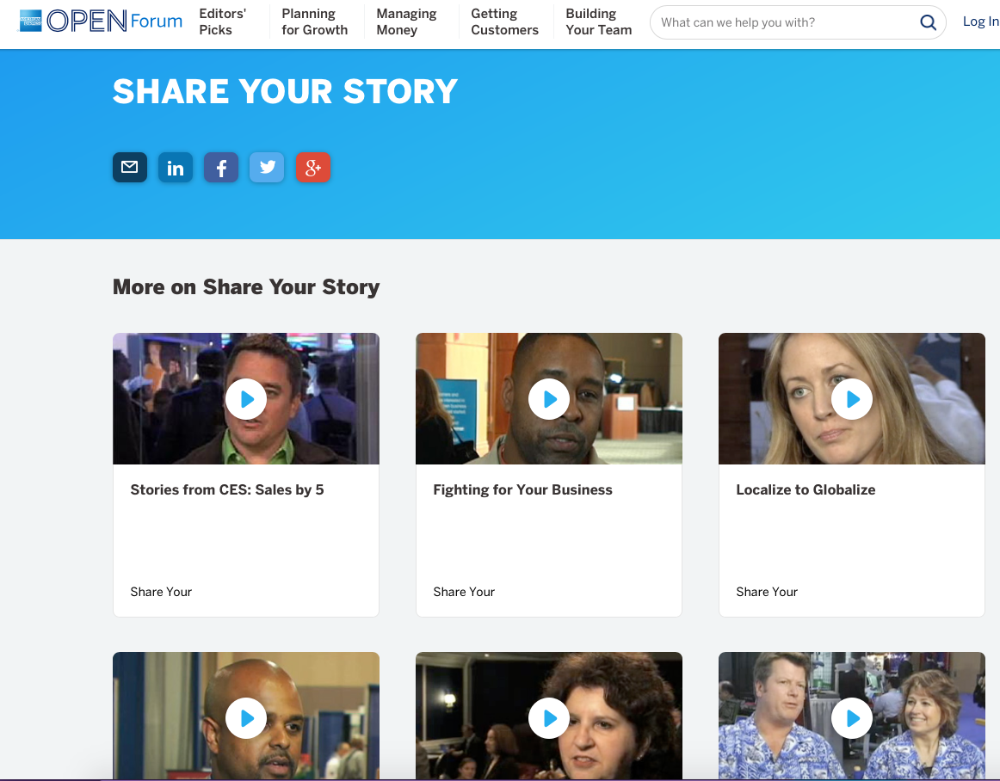 OPEN Forum
Editors'
Picks
Planning
for Growth
Managing
Money
Getting
Customers
Building
Your Team
What can we help you with?
Log In
SHARE YOUR STORY
in
f
g+
More on Share Your Story
Stories from CES: Sales by 5
Fighting for Your Business
Localize to Globalize
Share Your
Share Your
Share Your